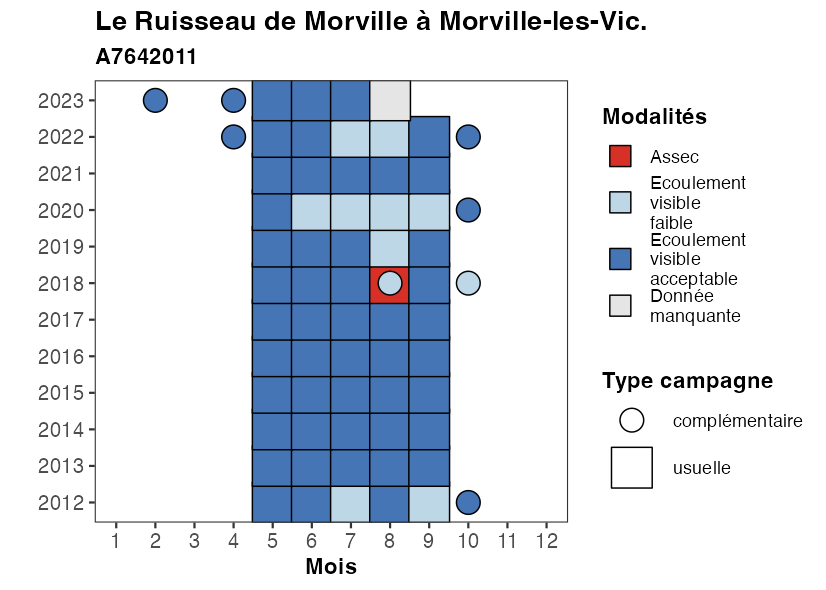 Le Ruisseau de Morville à Morville-les-Vic.
A7642011
2023
2022
2021
2020
2019
2018
2017
2016
2015
2014
2013
2012
1 2 3 4 5 6 7 8 9 10 11 12
Mois
Modalités
Assec
Ecoulement
visible
faible
Ecoulement
visible
acceptable
Donnée
manquante
Type campagne
complémentaire
usuelle